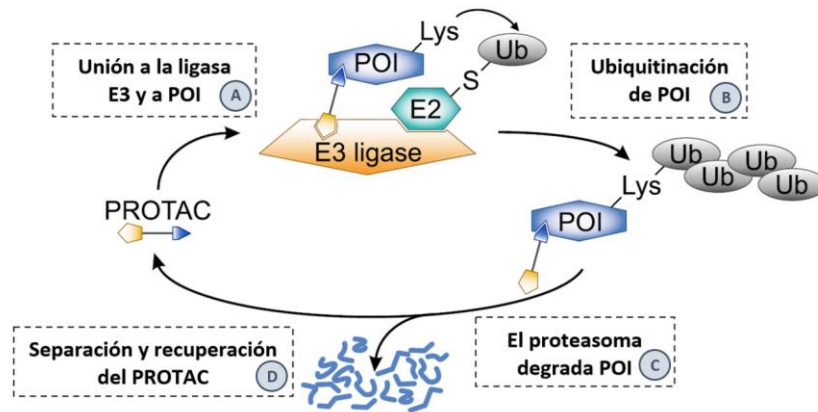 Unión a la ligasa
E3 y a POI
A
Lys
POI
Ub
S
E2
E3 ligase
Ubiquitinación
de POI
B
PROTAC
Ub
Ub
Ub
Ub
Lys
POI
Separación y recuperación
del PROTAC
D
El proteasoma
degrada POI
C